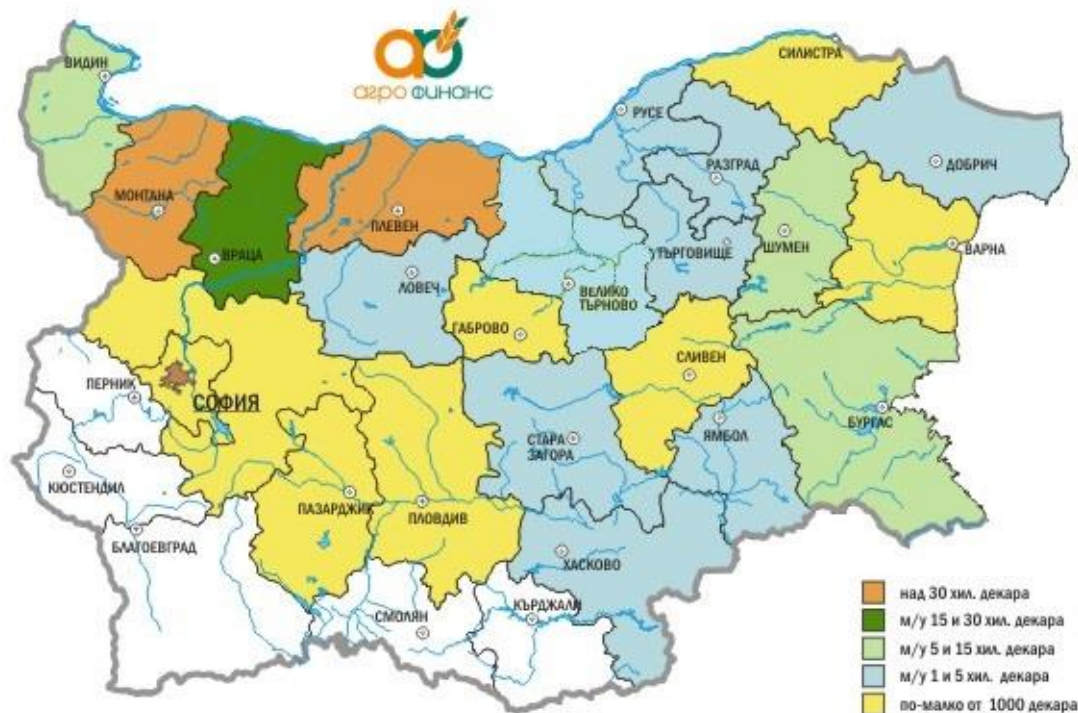 агро финанс
ВИДИН
СИЛИСТРА
РУСЕ
ДОБРИЧ
РАЗГРАД
МОНТАНА
ПЛЕВЕН
ШУМЕН
ВАРНА
ВРАЦА
ТЪРГОВИЩЕ
ЛОВЕЧ
ВЕЛИКО
ТЪРНОВО
ГАБРОВО
СЛИВЕН
ПЕРНИК
СОФИЯ
БУРГАС
ЯМБОЛ
СТАРА
ЗАГОРА
КЮСТЕНДИЛ
ПАЗАРДЖИК
ПЛОВДИВ
БЛАГОЕВГРАД
ХАСКОВО
СМОЛЯН
КЪРДЖАЛИ
над 30 хил. декара
м/у 15 и 30 хил. декара
м/у 5 и 15 хил. декара
м/у 1 и 5 хил. декара
по-малко от 1000 декара